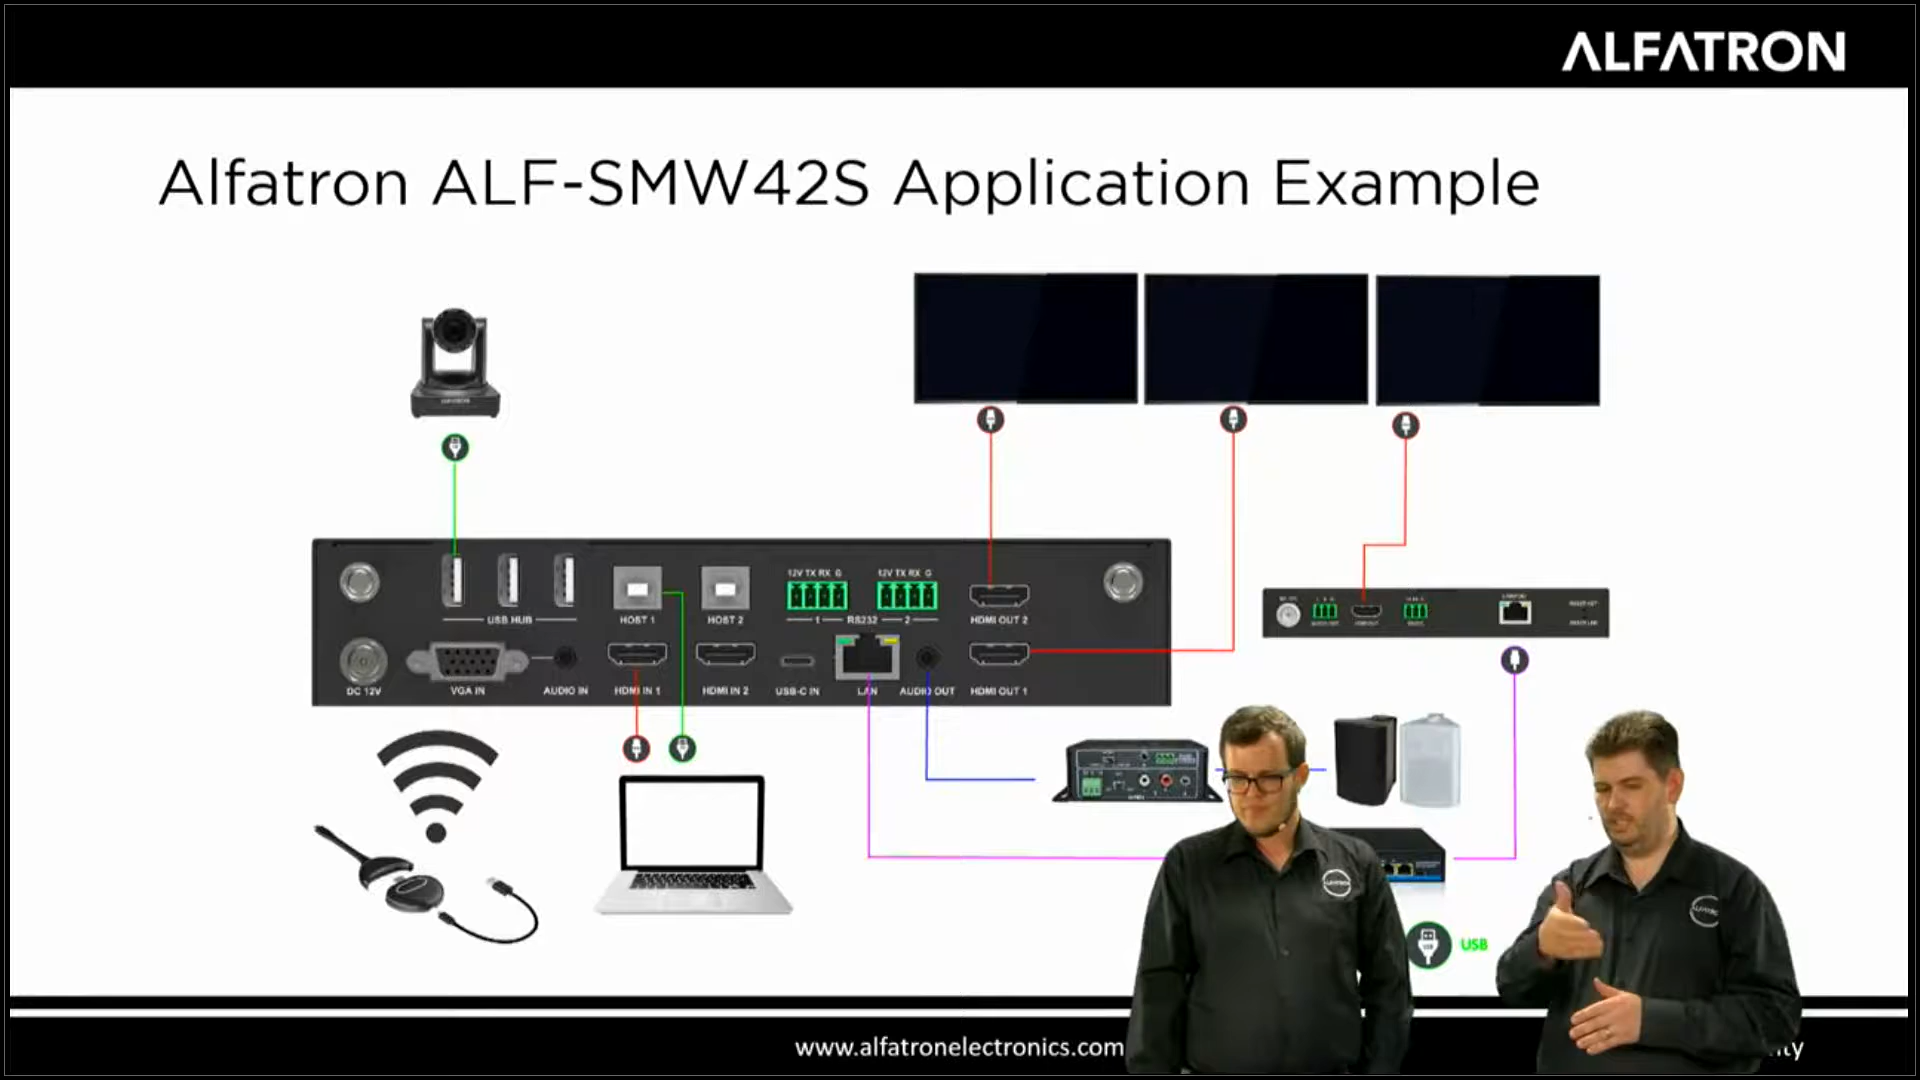 ALFATRON
Alfatron ALF-SMW42S Application Example
12V TX RX G
12V TX RX G
USB HUB
HOST 1
HOST 2
1 RS232 2
HDMI OUT 2
DC 12V
VGA IN
AUDIO IN
HDMI IN 1
HDMI IN 2
USB-C IN
LAN
AUDIO OUT
HDMI OUT 1
USB
www.alfatronelectronics.com